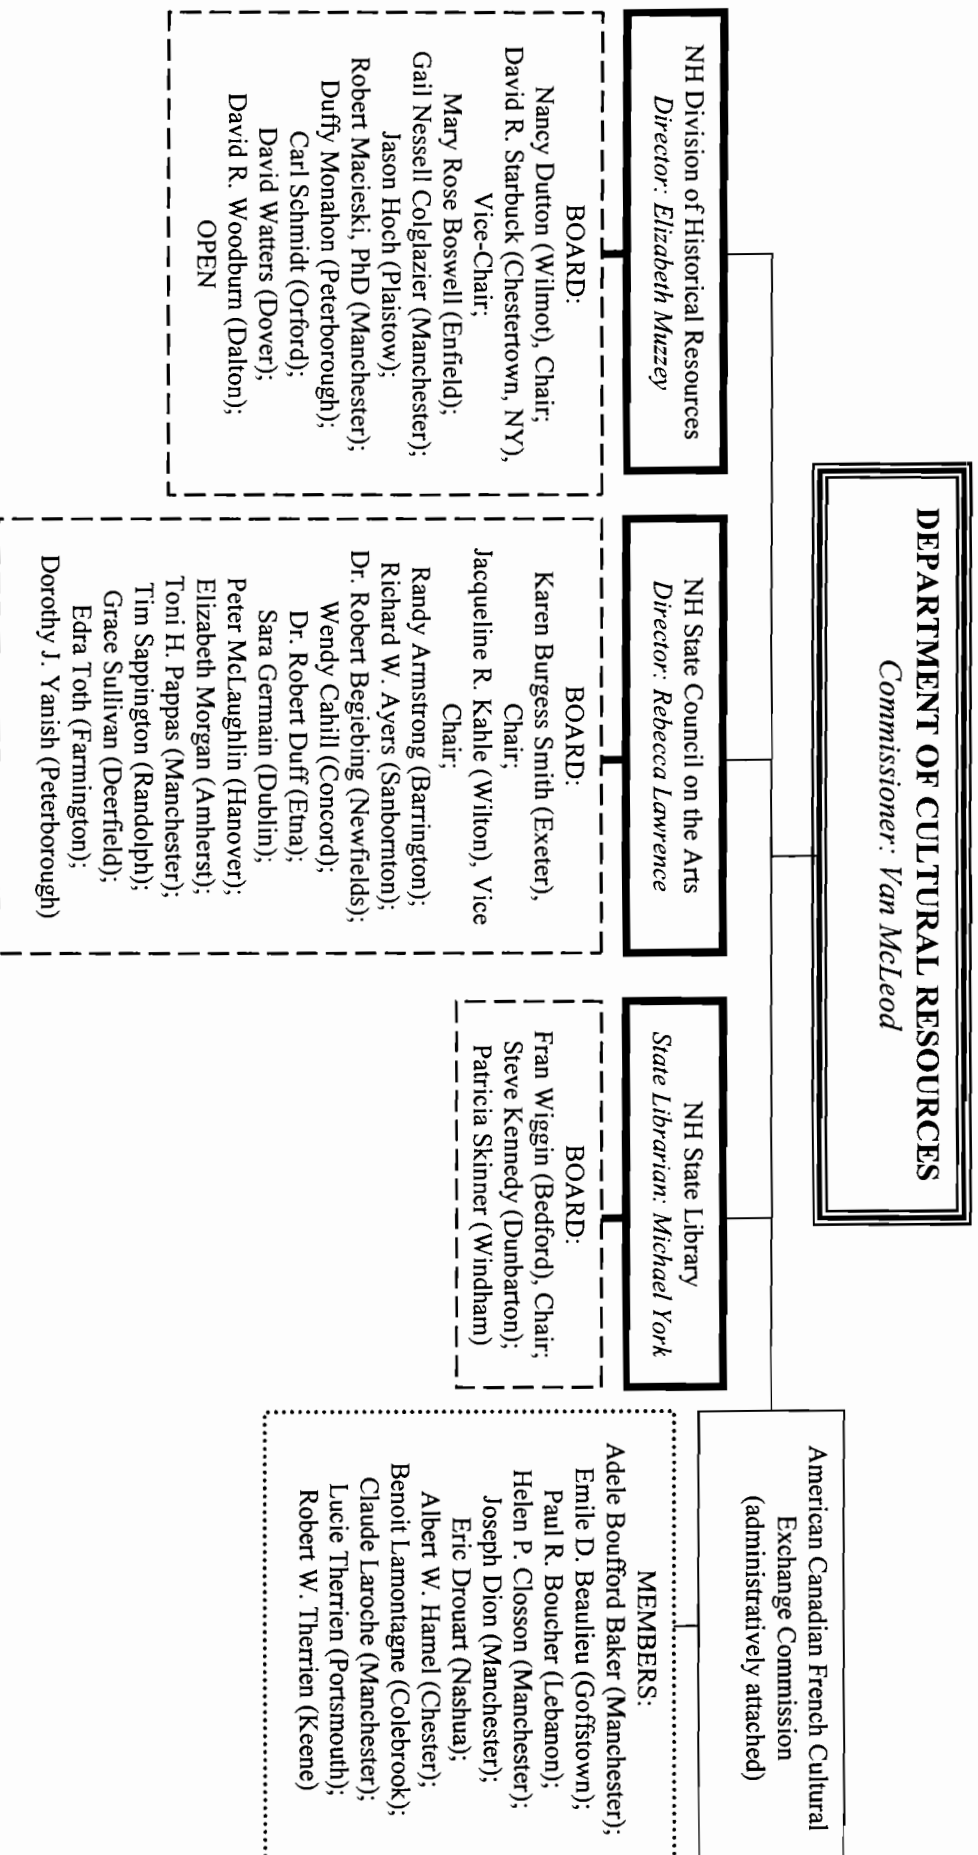 DEPARTMENT OF CULTURAL RESOURCES
Commissioner: Van McLeod
NH Division of Historical Resources
Director: Elizabeth Muzzey
BOARD:
Nancy Dutton (Wilmot), Chair;
David R. Starbuck (Chestertown, NY),
Vice-Chair;
Mary Rose Boswell (Enfield);
Gail Nessell Colglazier (Manchester);
Jason Hoch (Plaistow);
Robert Macieski, PhD (Manchester);
Duffy Monahon (Peterborough);
Carl Schmidt (Orford);
David Watters (Dover);
David R. Woodburn (Dalton);
OPEN
NH State Council on the Arts
Director: Rebecca Lawrence
BOARD:
Karen Burgess Smith (Exeter),
Chair;
Jacqueline R. Kahle (Wilton), Vice
Chair;
Randy Armstrong (Barrington);
Richard W. Ayers (Sanbornton);
Dr. Robert Begiebing (Newfields);
Wendy Cahill (Concord);
Dr. Robert Duff (Etna);
Sara Germain (Dublin);
Peter McLaughlin (Hanover);
Elizabeth Morgan (Amherst);
Toni H. Pappas (Manchester);
Tim Sappington (Randolph);
Grace Sullivan (Deerfield);
Edra Toth (Farmington);
Dorothy J. Yanish (Peterborough)
NH State Library
State Librarian: Michael York
BOARD:
Fran Wiggin (Bedford), Chair;
Steve Kennedy (Dunbarton);
Patricia Skinner (Windham)
American Canadian French Cultural
Exchange Commission
(administratively attached)
MEMBERS:
Adele Boufford Baker (Manchester);
Emile D. Beaulieu (Goffstown);
Paul R. Boucher (Lebanon);
Helen P. Closson (Manchester);
Joseph Dion (Manchester);
Eric Drouart (Nashua);
Albert W. Hamel (Chester);
Benoit Lamontagne (Colebrook);
Claude Laroche (Manchester);
Lucie Therrien (Portsmouth);
Robert W. Therrien (Keene)